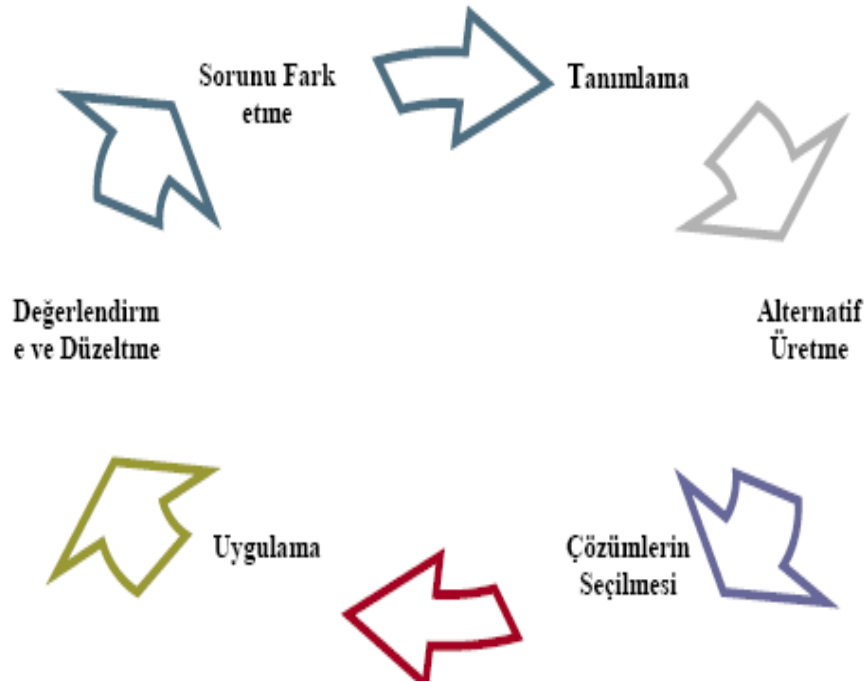 Sorunu Fark
etme
Tanımlama
Alternatif
Üretme
Çözümlerin
Seçilmesi
Uygulama
Değerlendirm
e ve Düzeltme